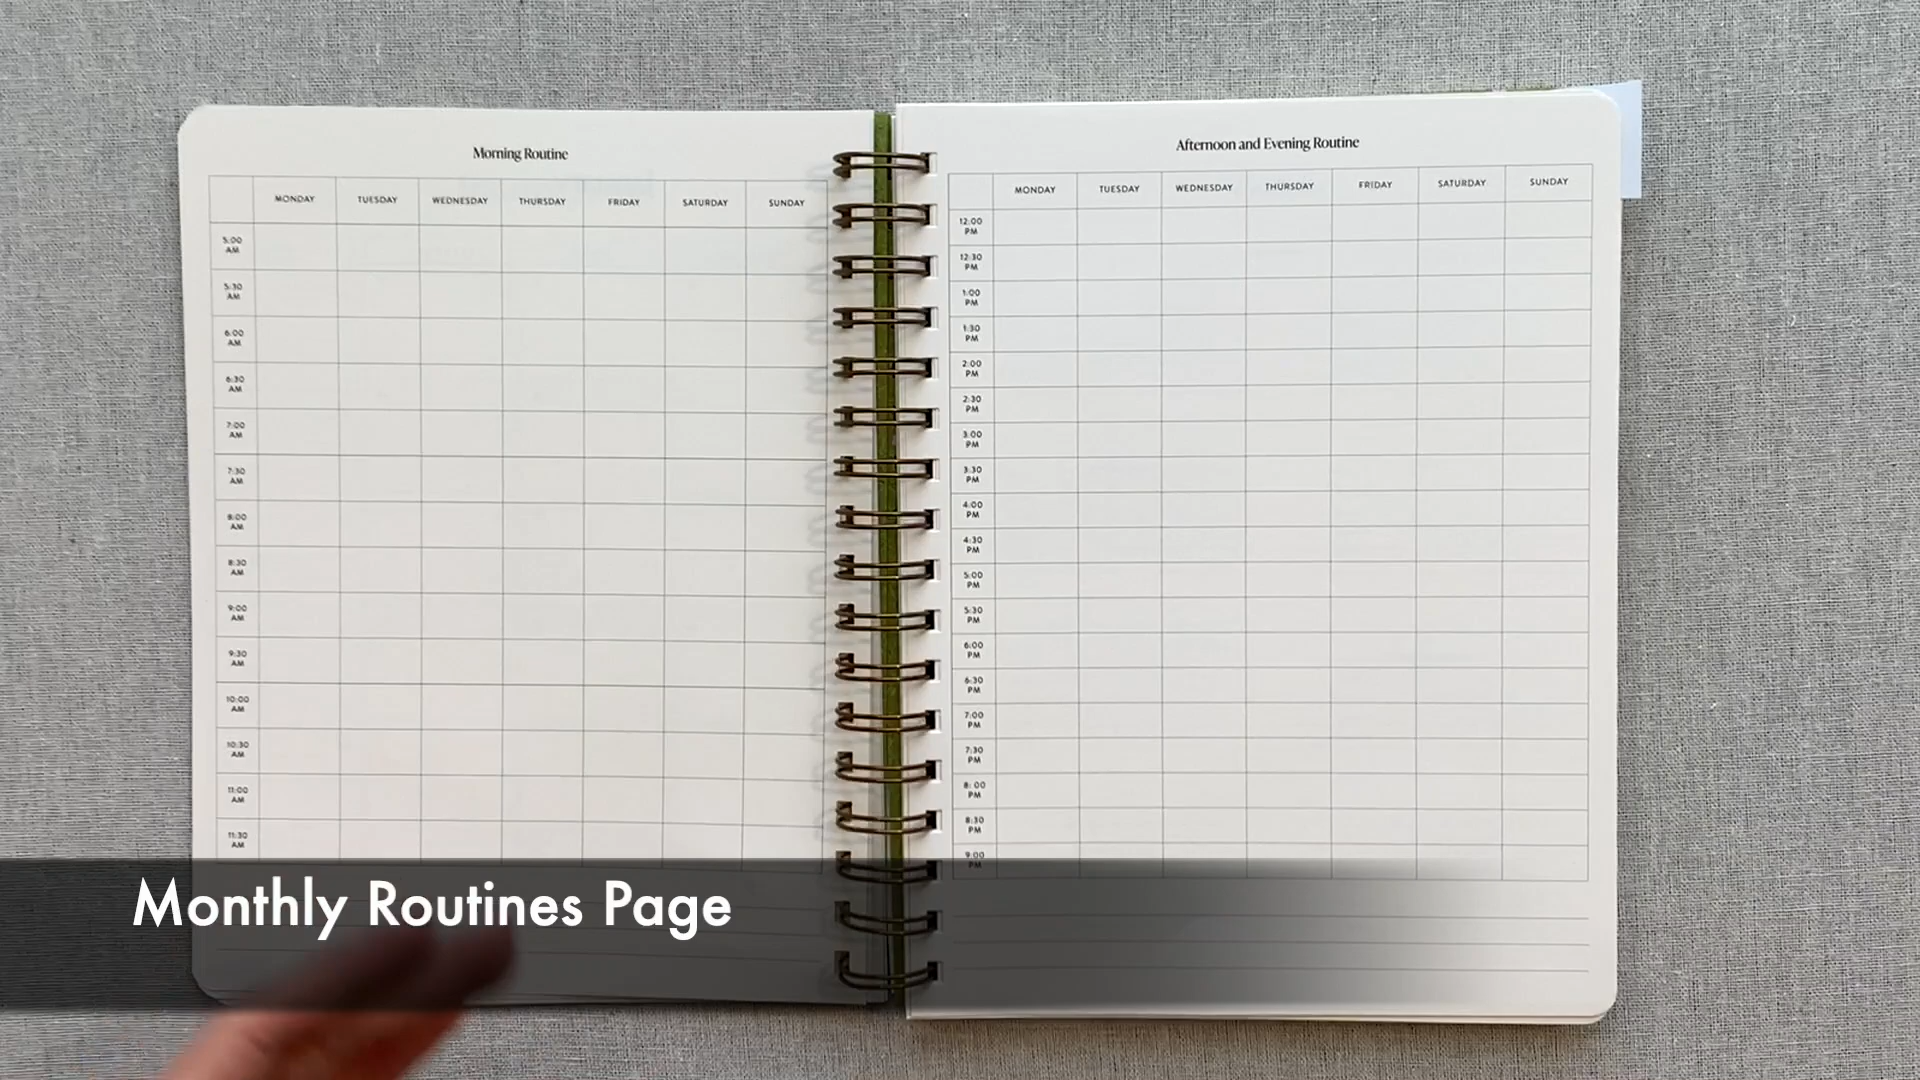 Morning Routine
MONDAY TUESDAY WEDNESDAY THURSDAY FRIDAY SATURDAY SUNDAY
5:00
AM
5:30
AM
6:00
AM
6:30
AM
7:00
AM
7:30
AM
8:00
AM
8:30
AM
9:00
AM
9:30
AM
10:00
AM
10:30
AM
11:00
AM
11:30
AM
Afternoon and Evening Routine
MONDAY TUESDAY WEDNESDAY THURSDAY FRIDAY SATURDAY SUNDAY
12:00
PM
12:30
PM
1:00
PM
1:30
PM
2:00
PM
2:30
PM
3:00
PM
3:30
PM
4:00
PM
4:30
PM
5:00
PM
5:30
PM
6:00
PM
6:30
PM
7:00
PM
7:30
PM
8:00
PM
8:30
PM
9:00
PM
Monthly Routines Page